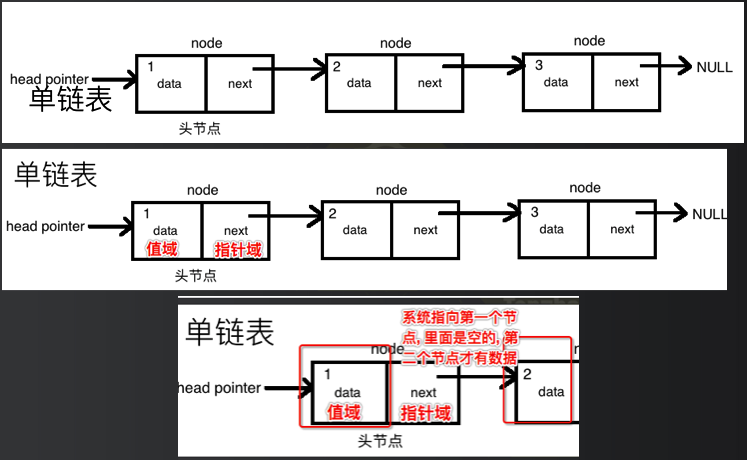 node node node
1 2 3
head pointer data next data next data next NULL
单链表
头节点
单链表
node node node
1 2 3
head pointer data next data next data next NULL
值域 指针域
头节点
单链表
系统指向第一个节
点, 里面是空的, 第
二个节点才有数据
node
1 2
head pointer data next data
值域 指针域
头节点